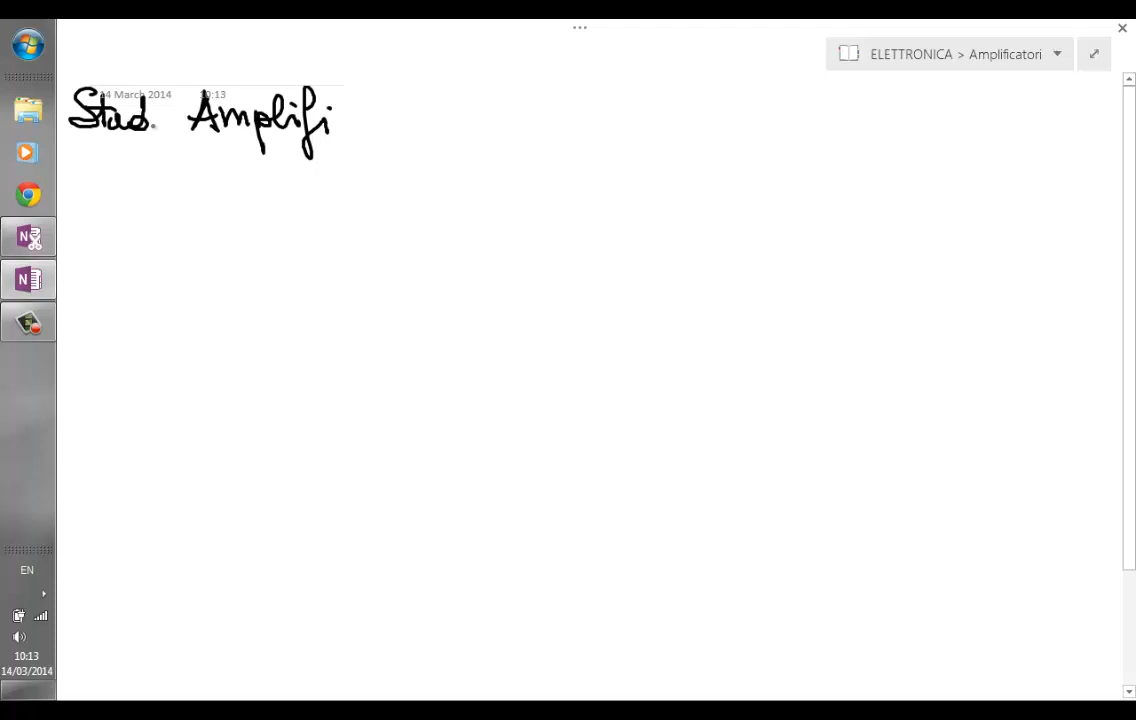 ELETTRONICA > Amplificatori
14 March 2014 10:13
Stad. Amplifi
EN
10:13
14/03/2014